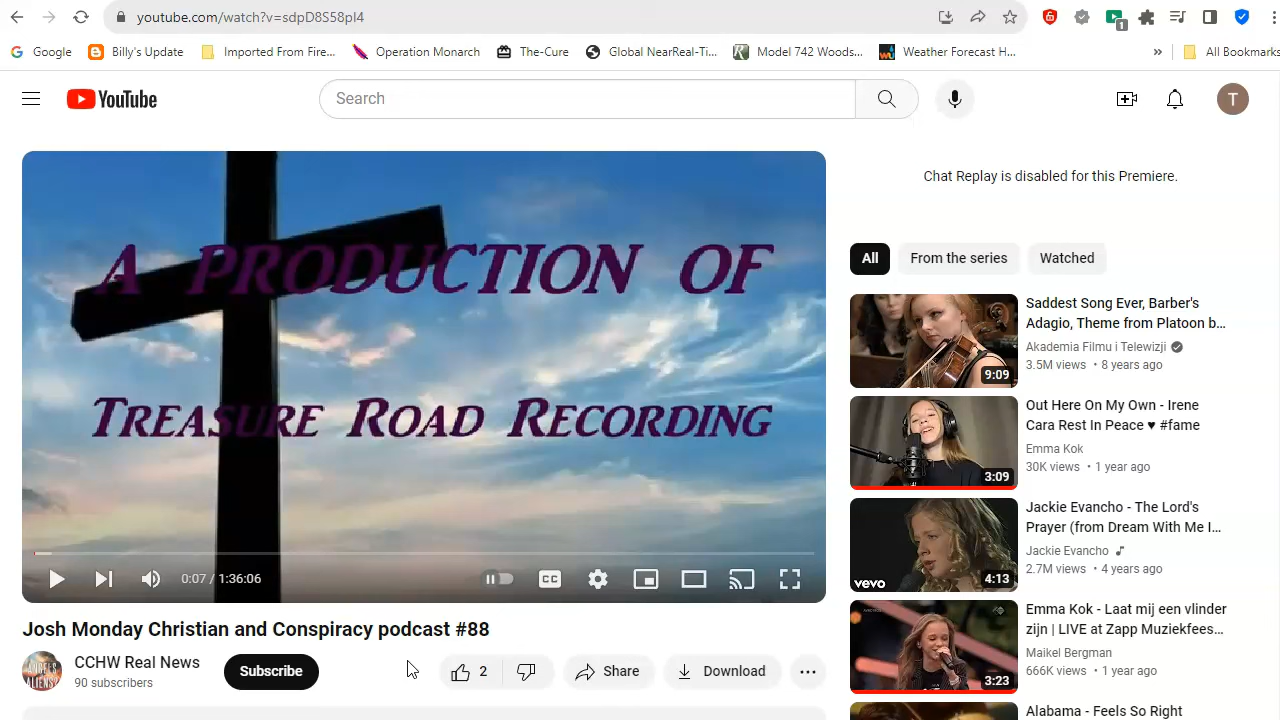 youtube.com/watch?v=sdpD8S58pI4
1
Google
Billy's Update
Imported From Fire...
Operation Monarch
The-Cure
Global NearReal-Ti...
Model 742 Woods...
Weather Forecast H...
»
All Bookmarks
YouTube
Search
T
A PRODUCTION OF
TREASURE ROAD RECORDING
0:07 / 1:36:06
CC
Josh Monday Christian and Conspiracy podcast #88
CCHW Real News
90 subscribers
Subscribe
2
Share
Download
Chat Replay is disabled for this Premiere.
All
From the series
Watched
9:09
Saddest Song Ever, Barber's
Adagio, Theme from Platoon b...
Akademia Filmu i Telewizji
3.5M views • 8 years ago
3:09
Out Here On My Own - Irene
Cara Rest In Peace ♥ #fame
Emma Kok
30K views • 1 year ago
vevo
4:13
Jackie Evancho - The Lord's
Prayer (from Dream With Me I...
Jackie Evancho
2.7M views • 4 years ago
3:23
Emma Kok - Laat mij een vlinder
zijn | LIVE at Zapp Muziekfees...
Maikel Bergman
666K views • 1 year ago
Alabama - Feels So Right